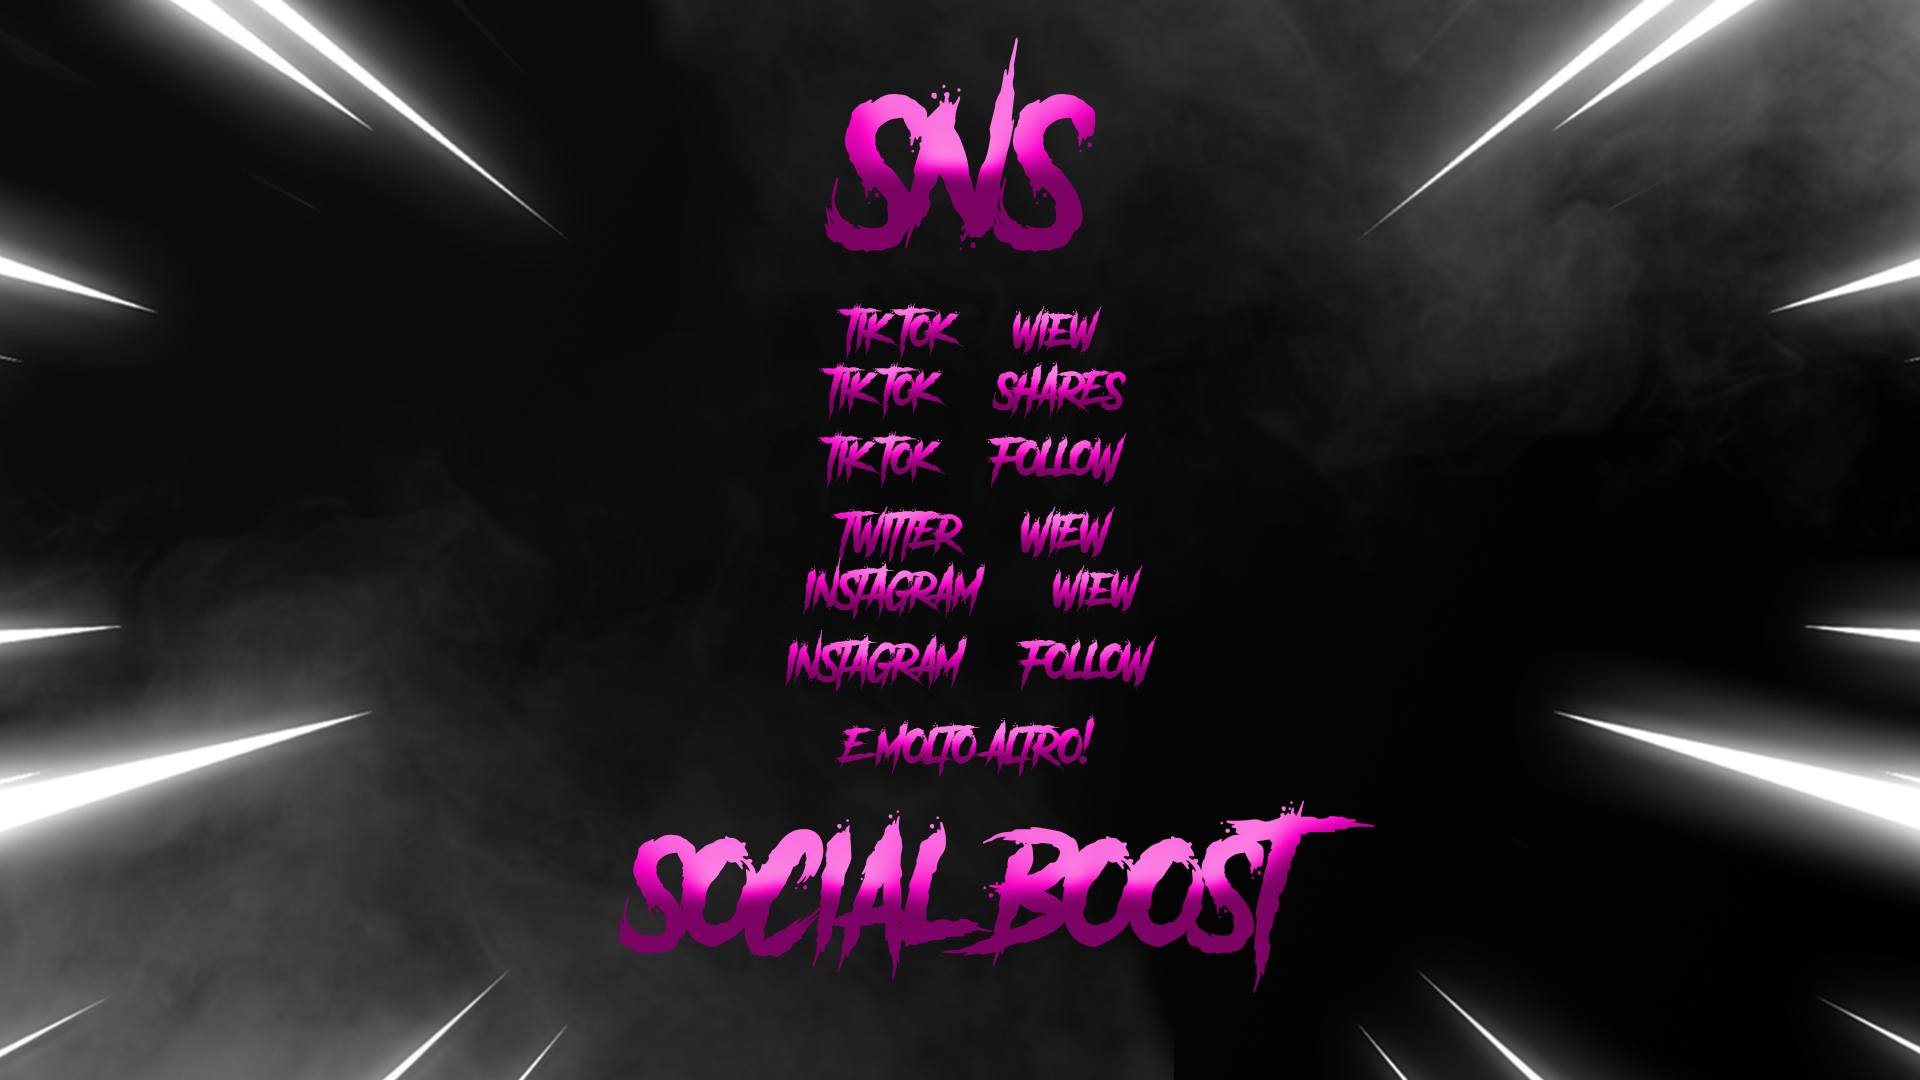 SNS
TIKTOK WIEW
TIKTOK SHARES
TIKTOK FOLLOW
TWITTER WIEW
INSTAGRAM WIEW
INSTAGRAM FOLLOW
E MOLTO ALTRO!
SOCIAL BOOST